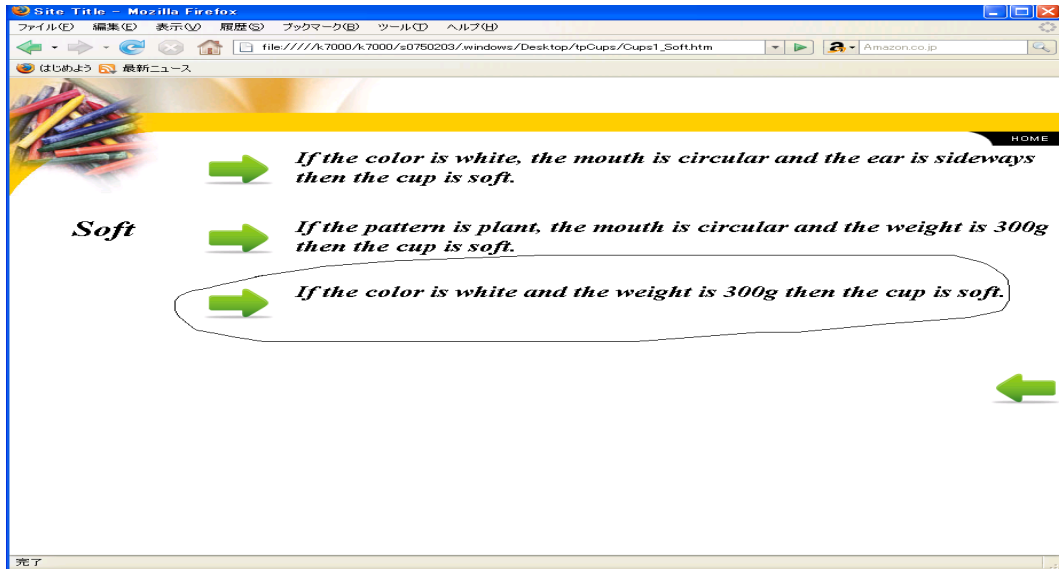 Site Title - Mozilla Firefox
ファイル(F) 編集(E) 表示(V) 履歴(S) ブックマーク(B) ツール(T) ヘルプ(H)
file://///k7000/k7000/s0750203/.windows/Desktop/tpCups/Cups1_Soft.htm
a Amazon.co.jp
はじめよう 最新ニュース
HOME
If the color is white, the mouth is circular and the ear is sideways
then the cup is soft.
Soft
If the pattern is plant, the mouth is circular and the weight is 300g
then the cup is soft.
If the color is white and the weight is 300g then the cup is soft.
完了